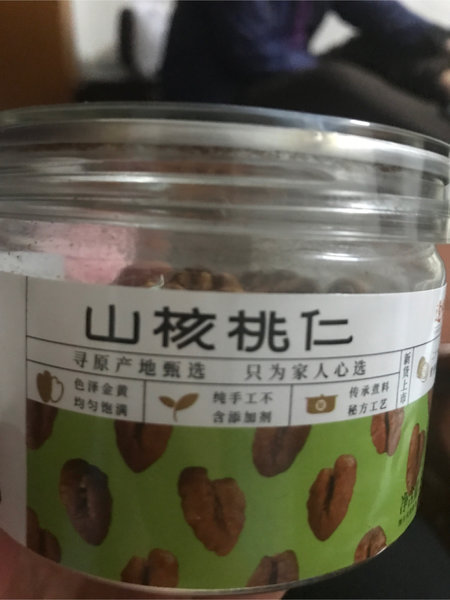 山核桃仁
寻原产地甄选 只为家人心选
色泽金黄
均匀饱满
纯手工不
含添加剂
传承煮料
秘方工艺
新货上市
净含